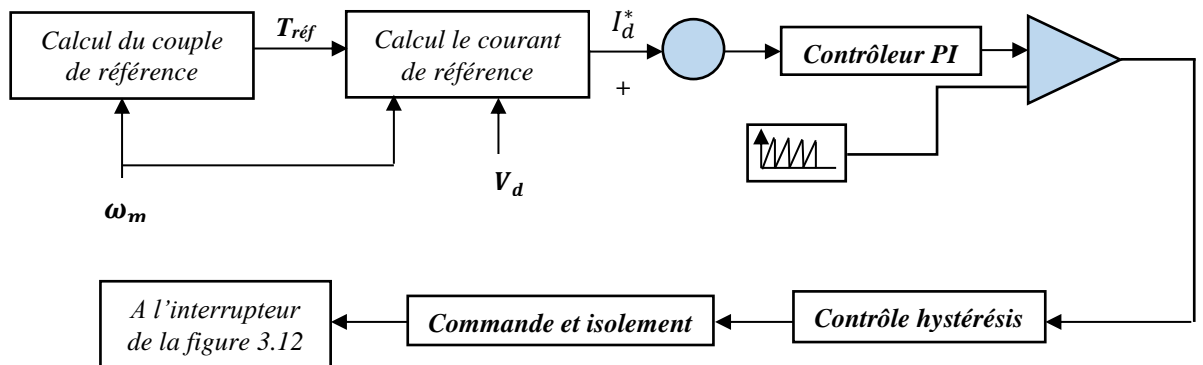 Calcul du couple
de référence
T_réf
Calcul le courant
de référence
I_d^*
+
Contrôleur PI
ω_m
V_d
A l'interrupteur
de la figure 3.12
Commande et isolement
Contrôle hystérésis